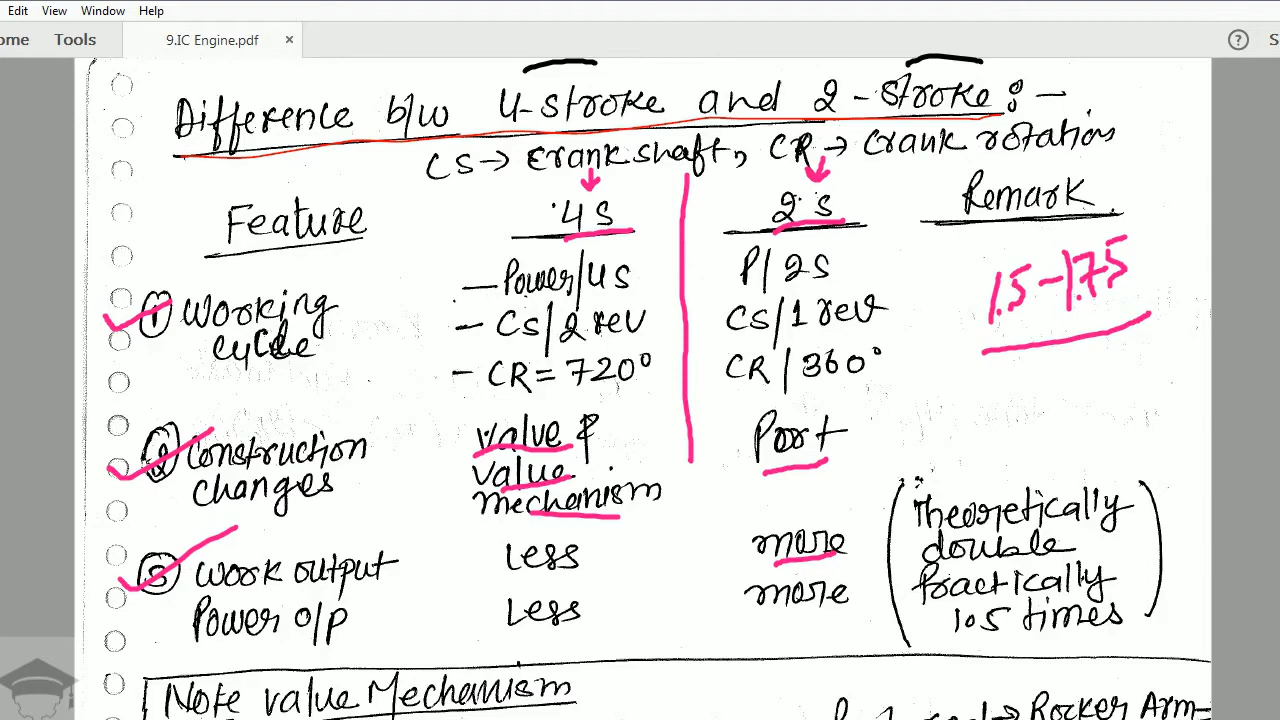 Edit View Window Help
ome Tools 9.IC Engine.pdf × ? S
Difference b/w 4-stroke and 2-stroke :-
CS → Crank shaft, CR → Crank rotation
Feature 4S 2S Remark
① Working cycle
- Power/4s P/2S 1.5-1.75
- CS/2 rev CS/1 rev
- CR = 720° CR/360°
② Construction changes
value & Port
value
mechanism
③ Work output less more (Theoretically
double
Practically
1.5 times)
Power o/p less more
Note value Mechanism
→ Rocker Arm-